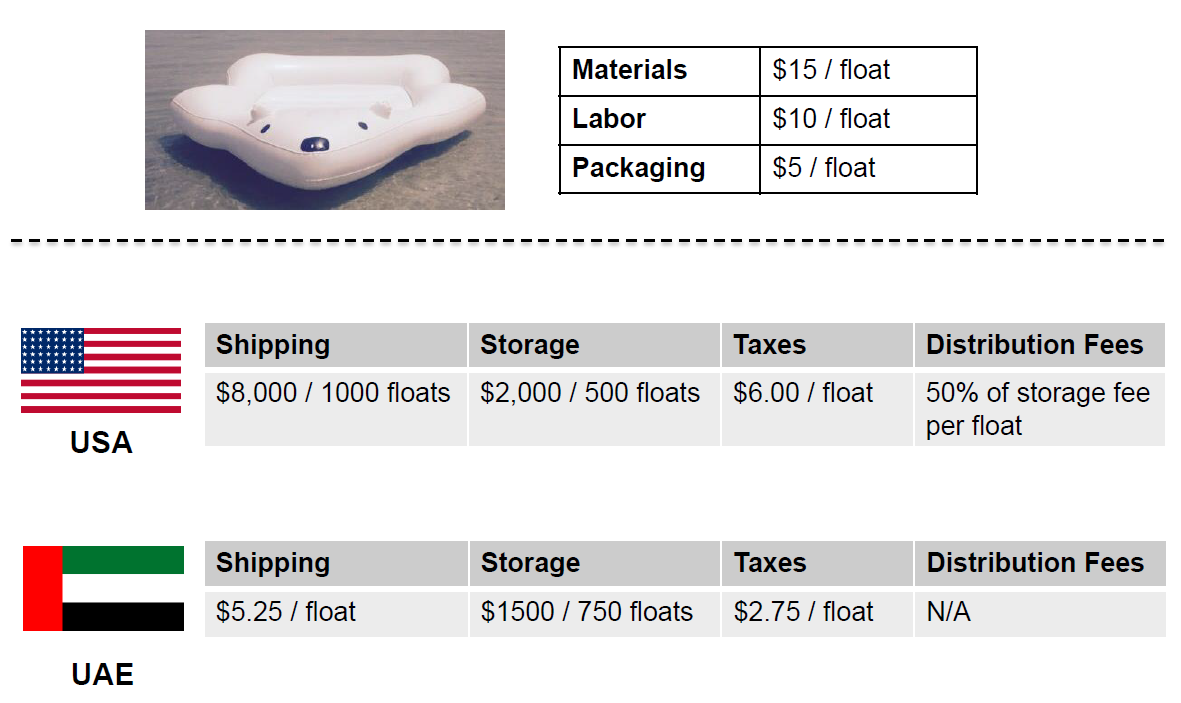 Materials $15 / float
Labor $10 / float
Packaging $5 / float
Shipping Storage Taxes Distribution Fees
$8,000 / 1000 floats $2,000 / 500 floats $6.00 / float 50% of storage fee
per float
USA
Shipping Storage Taxes Distribution Fees
$5.25 / float $1500 / 750 floats $2.75 / float N/A
UAE